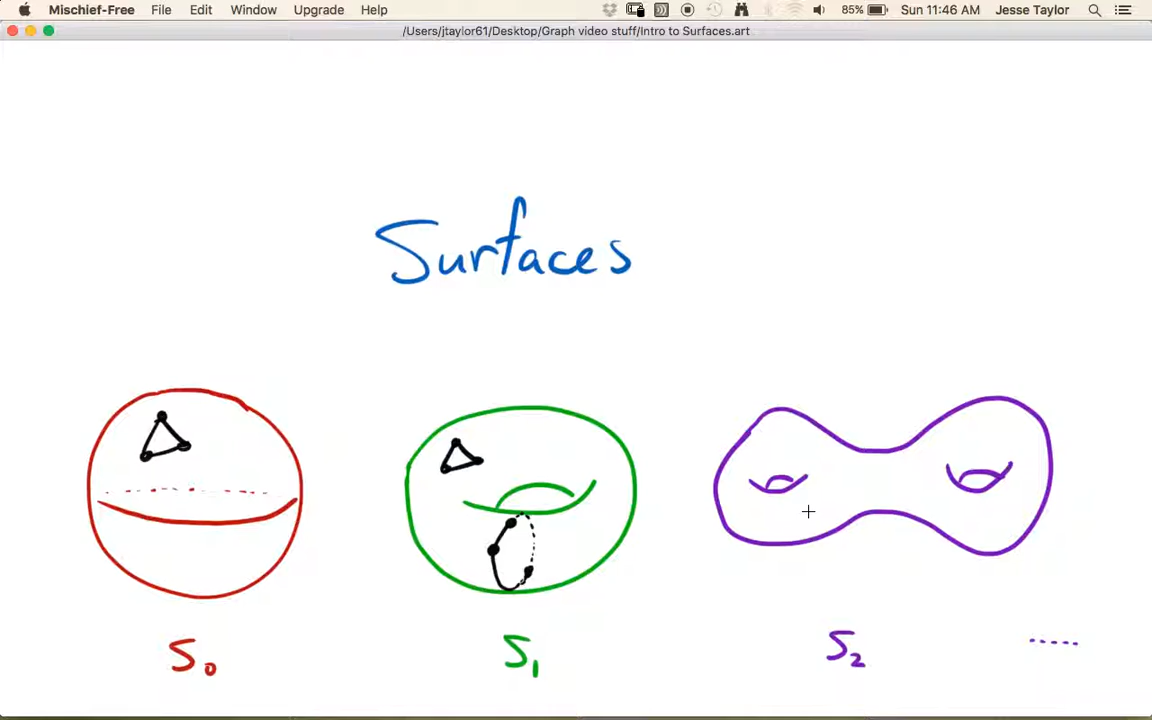 Mischief-Free File Edit Window Upgrade Help 85% Sun 11:46 AM Jesse Taylor
/Users/jtaylor61/Desktop/Graph video stuff/Intro to Surfaces.art
Surfaces
S₀ S₁ S₂ .....